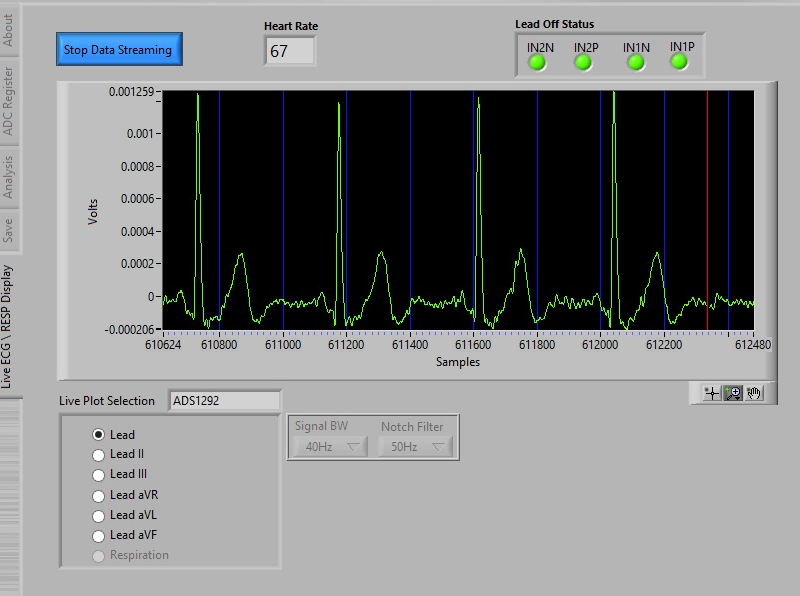 About
ADC Register
Analysis
Save
Live ECG \ RESP Display
Stop Data Streaming
Heart Rate
67
Lead Off Status
IN2N IN2P IN1N IN1P
Volts
0.001259
0.001
0.0008
0.0006
0.0004
0.0002
0
-0.000206
610624 610800 611000 611200 611400 611600 611800 612000 612200 612480
Samples
Live Plot Selection ADS1292
Lead
Lead II
Lead III
Lead aVR
Lead aVL
Lead aVF
Respiration
Signal BW Notch Filter
40Hz 50Hz